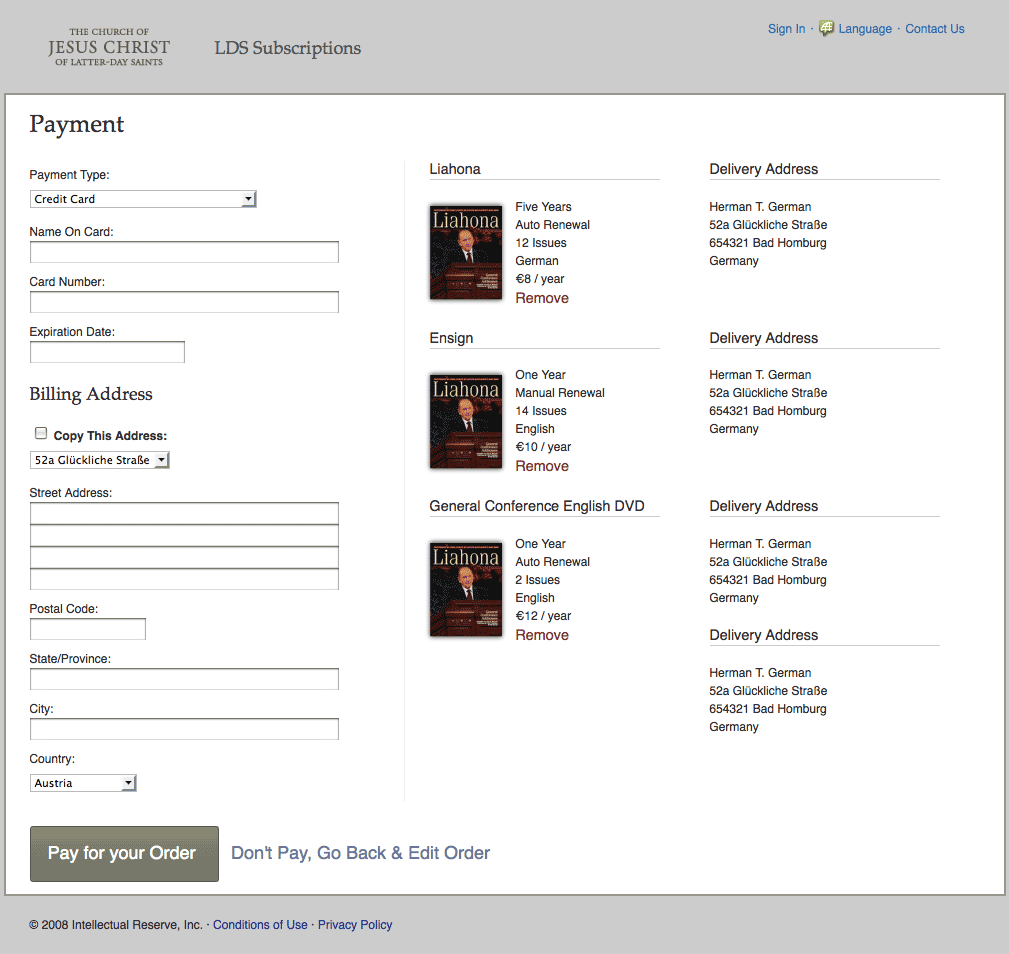 THE CHURCH OF
JESUS CHRIST
OF LATTER-DAY SAINTS
LDS Subscriptions
Sign In · Language · Contact Us
Payment
Payment Type:
Credit Card
Name On Card:
Card Number:
Expiration Date:
Billing Address
Copy This Address:
52a Glückliche Straße
Street Address:
Postal Code:
State/Province:
City:
Country:
Austria
Liahona
Liahona
Five Years
Auto Renewal
12 Issues
German
€8 / year
Remove
Delivery Address
Herman T. German
52a Glückliche Straße
654321 Bad Homburg
Germany
Ensign
Liahona
One Year
Manual Renewal
14 Issues
English
€10 / year
Remove
Delivery Address
Herman T. German
52a Glückliche Straße
654321 Bad Homburg
Germany
General Conference English DVD
Liahona
One Year
Auto Renewal
2 Issues
English
€12 / year
Remove
Delivery Address
Herman T. German
52a Glückliche Straße
654321 Bad Homburg
Germany
Delivery Address
Herman T. German
52a Glückliche Straße
654321 Bad Homburg
Germany
Pay for your Order
Don't Pay, Go Back & Edit Order
© 2008 Intellectual Reserve, Inc. · Conditions of Use · Privacy Policy